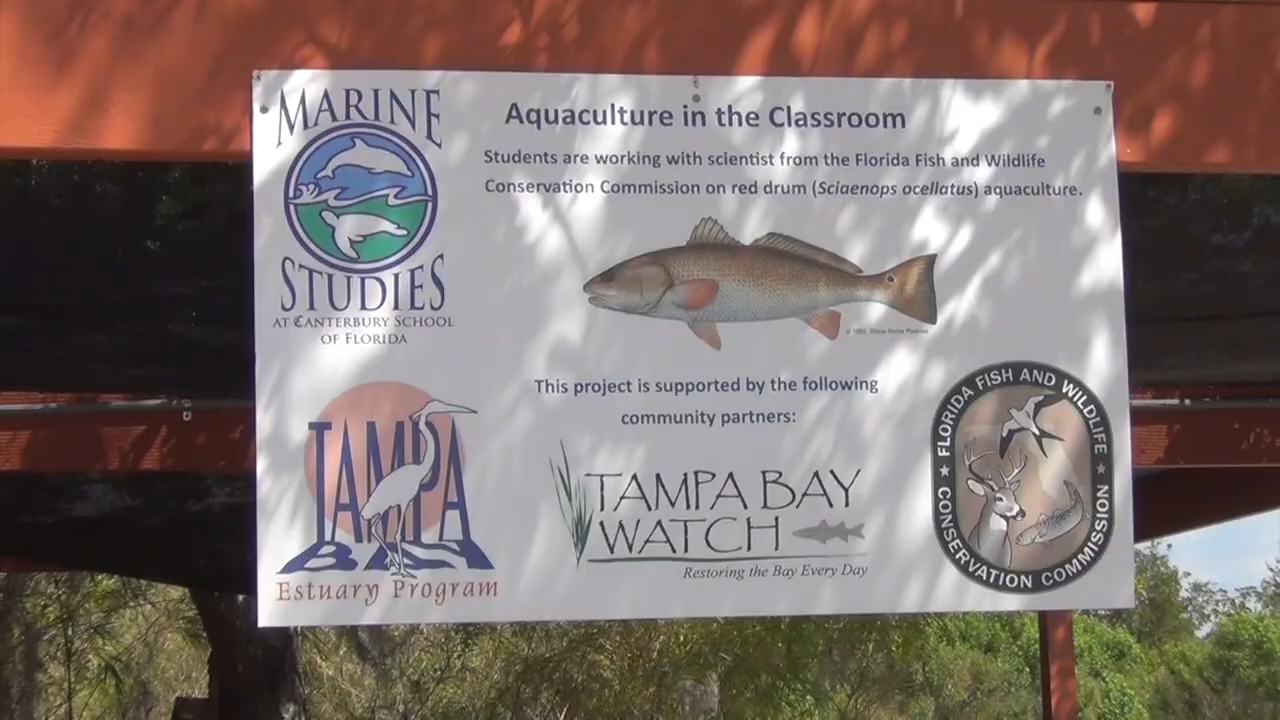 MARINE
STUDIES
AT CANTERBURY SCHOOL
OF FLORIDA
Aquaculture in the Classroom
Students are working with scientist from the Florida Fish and Wildlife
Conservation Commission on red drum (Sciaenops ocellatus) aquaculture.
This project is supported by the following
community partners:
TAMPA
BAY
Estuary Program
TAMPA BAY
WATCH
Restoring the Bay Every Day
FLORIDA FISH AND WILDLIFE
CONSERVATION COMMISSION